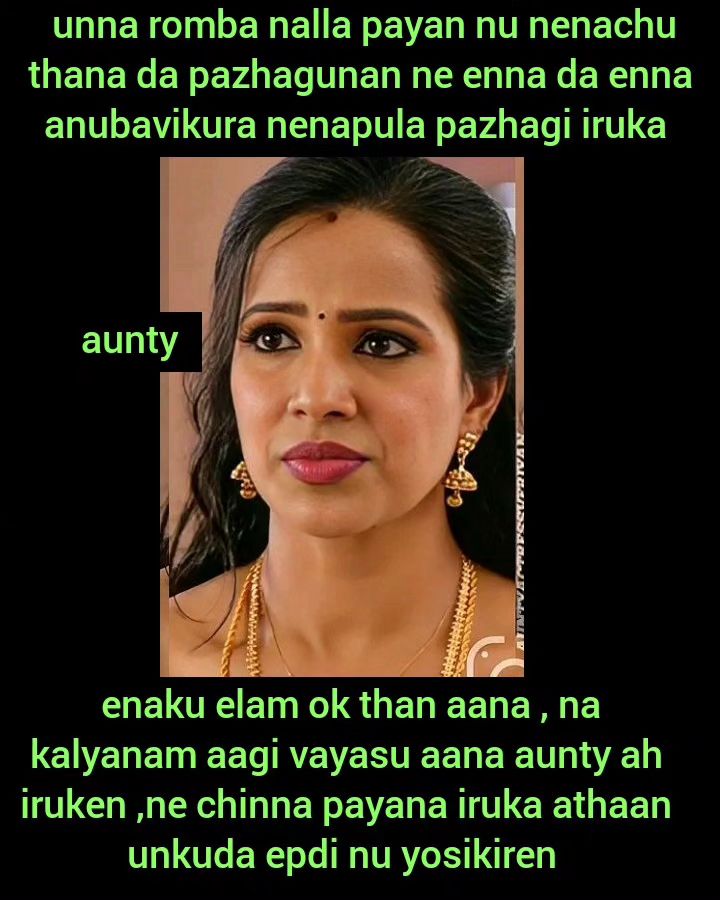 unna romba nalla payan nu nenachu
thana da pazhagunan ne enna da enna
anubavikura nenapula pazhagi iruka
aunty
AUNTYACTRESSVERIYAN
enaku elam ok than aana , na
kalyanam aagi vayasu aana aunty ah
iruken ,ne chinna payana iruka athaan
unkuda epdi nu yosikiren